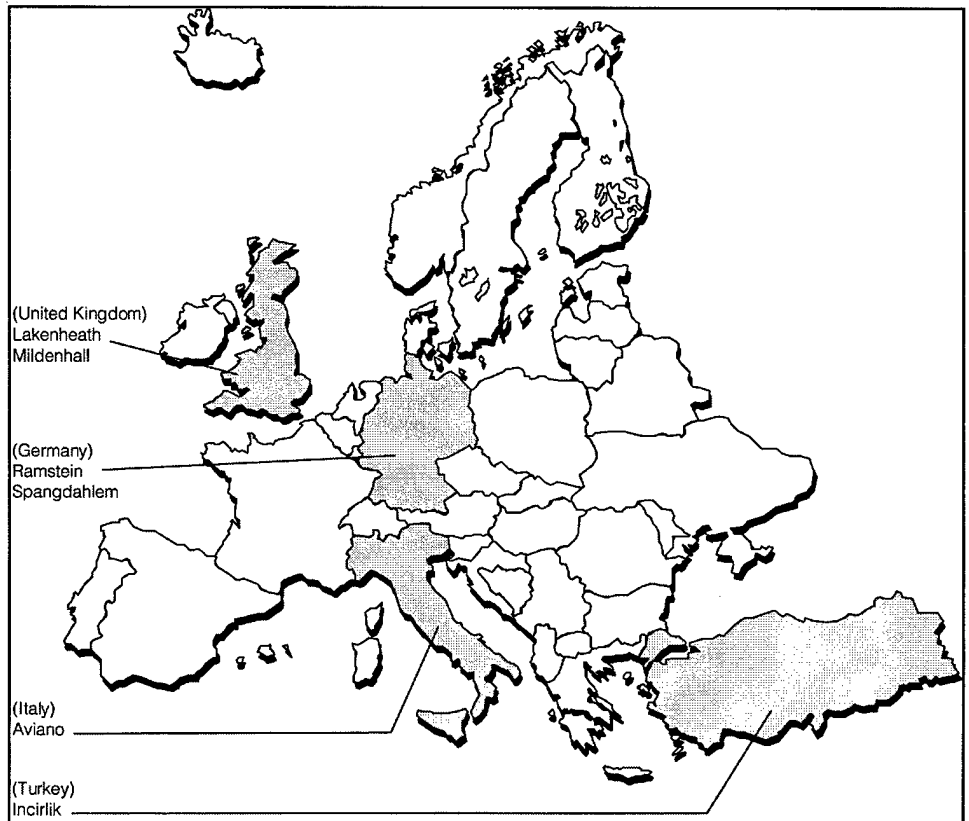 (United Kingdom)
Lakenheath
Mildenhall
(Germany)
Ramstein
Spangdahlem
(Italy)
Aviano
(Turkey)
Incirlik